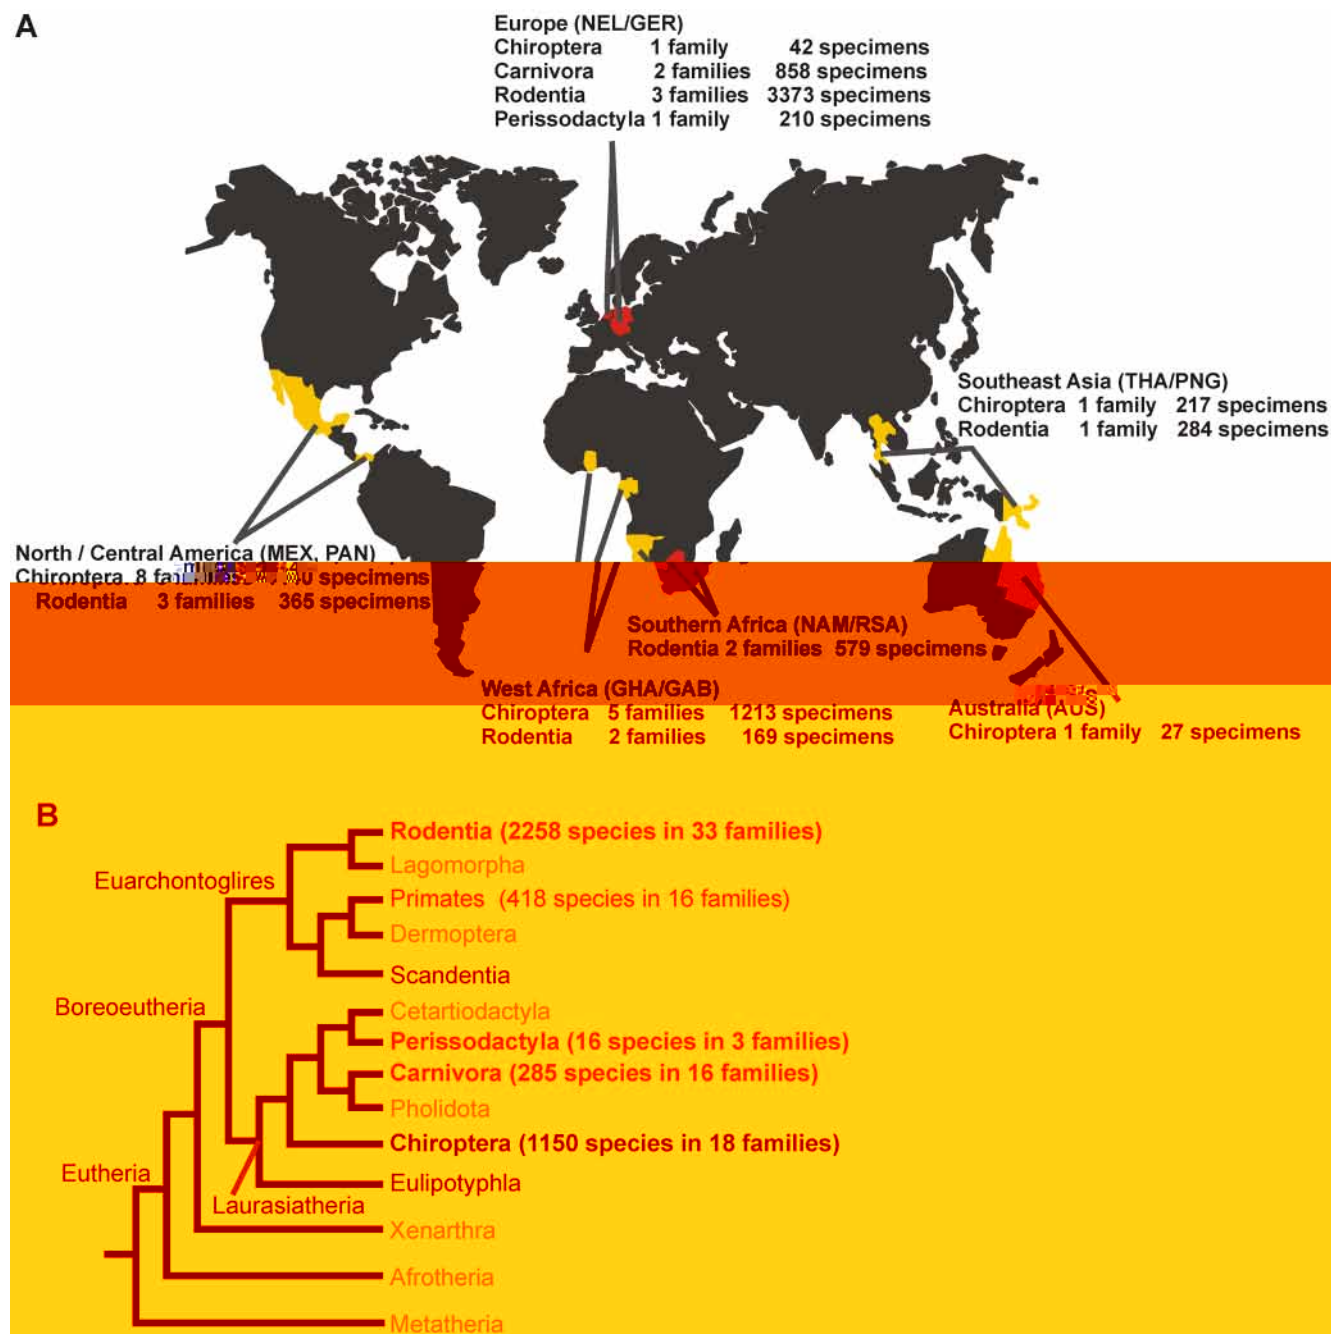 A
Europe (NEL/GER)
Chiroptera 1 family 42 specimens
Carnivora 2 families 858 specimens
Rodentia 3 families 3373 specimens
Perissodactyla 1 family 210 specimens
Southeast Asia (THA/PNG)
Chiroptera 1 family 217 specimens
Rodentia 1 family 284 specimens
North / Central America (MEX, PAN)
Chiroptera 8 specimens
Rodentia 3 families 365 specimens
Southern Africa (NAM/RSA)
Rodentia 2 families 579 specimens
West Africa (GHA/GAB)
Chiroptera 5 families 1213 specimens
Rodentia 2 families 169 specimens
Australia (AUS)
Chiroptera 1 family 27 specimens
B
Rodentia (2258 species in 33 families)
Lagomorpha
Euarchontoglires
Primates (418 species in 16 families)
Dermoptera
Scandentia
Boreoeutheria
Cetartiodactyla
Perissodactyla (16 species in 3 families)
Carnivora (285 species in 16 families)
Pholidota
Chiroptera (1150 species in 18 families)
Eutheria
Eulipotyphla
Laurasiatheria
Xenarthra
Afrotheria
Metatheria